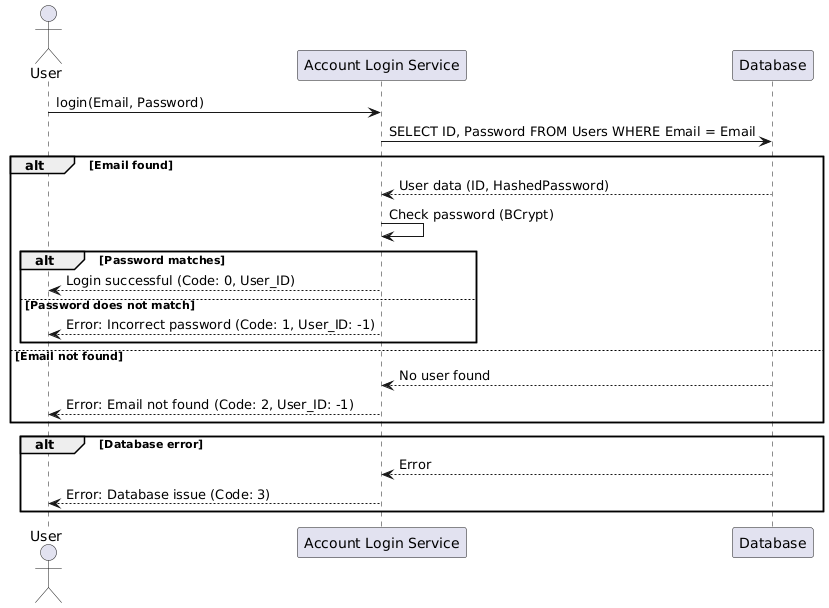 User
Account Login Service
Database
login(Email, Password)
SELECT ID, Password FROM Users WHERE Email = Email
alt
[Email found]
User data (ID, HashedPassword)
Check password (BCrypt)
alt
[Password matches]
Login successful (Code: 0, User_ID)
[Password does not match]
Error: Incorrect password (Code: 1, User_ID: -1)
[Email not found]
No user found
Error: Email not found (Code: 2, User_ID: -1)
alt
[Database error]
Error
Error: Database issue (Code: 3)
User
Account Login Service
Database